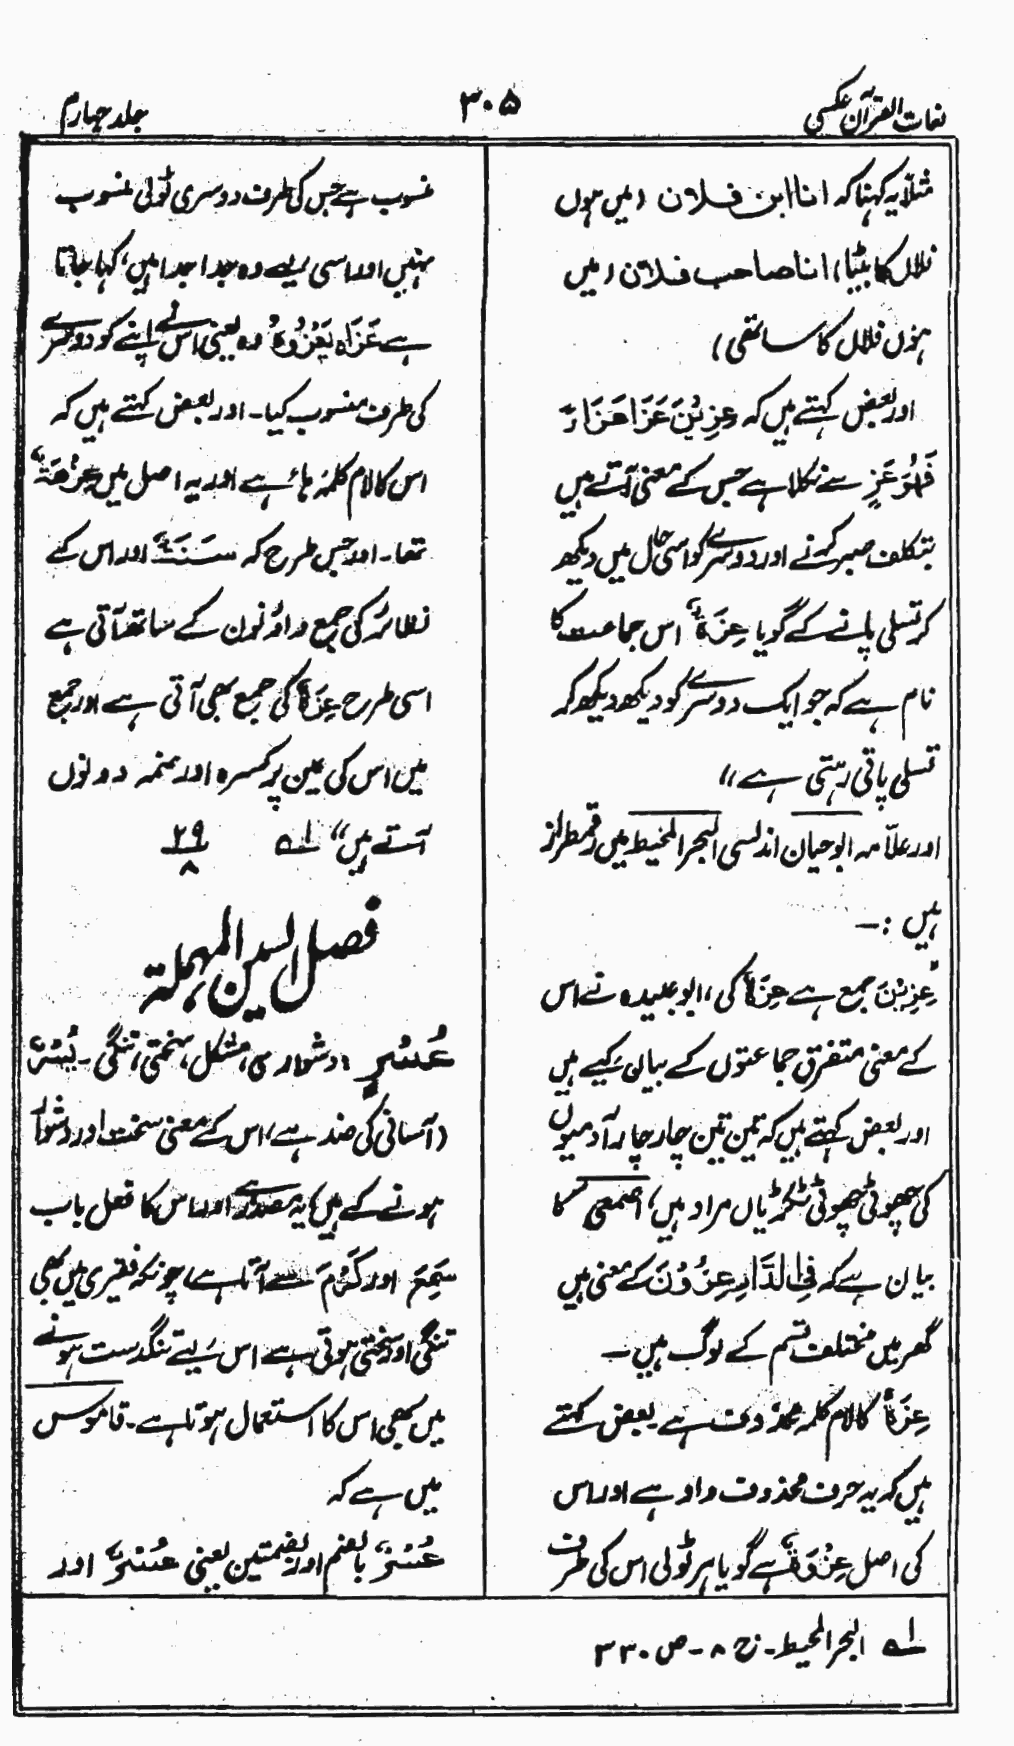 لغات القرآن عکسی
۳۰۵
جلد چہارم
مثلاً یہ کہنا کہ انا ابن فلان (میں ہوں
فلاں کا بیٹا) انا صاحب فلان (میں
ہوں فلاں کا ساتھی)
اور بعض کہتے ہیں کہ عِزِیْنَ عَزَا عَزَاءً
فَهُوَ عَزٍ سے نکلا ہے جس کے معنی آتے ہیں
بتکلف صبر کرنے اور دوسرے کو اسی حال میں دیکھ
کر تسلی پانے کے گویا عِزَةٌ اس جماعت کا
نام ہے کہ جو ایک دوسرے کو دیکھ دیکھ کر
تسلی پاتی رہتی ہے"
اور علّامہ ابوحیان اندلسی البحر المحیط میں رقمطراز
ہیں :—
عِزِیْنَ جمع ہے عِزَةٌ کی، ابو عبیدہ نے اس
کے معنی متفرق جماعتوں کے بیان کیے ہیں
اور بعض کہتے ہیں کہ تین تین چار چار آدمیوں
کی چھوٹی چھوٹی ٹکڑیاں مراد ہیں، اصمعی کا
بیان ہے کہ فِی الدَّارِ عِزُوْنَ کے معنی ہیں
گھر میں مختلف قسم کے لوگ ہیں۔—
عِزَةٌ کا لام کلمہ محذوف ہے بعض کہتے
ہیں کہ یہ حرف محذوف واو ہے اور اس
کی اصل عِزْوَةٌ ہے گویا ہر ٹولی اس کی طرف
منسوب ہے جس کی طرف دوسری ٹولی منسوب
نہیں اور اسی لیے وہ جدا جدا ہیں، کہا جاتا
ہے عَزَاہ یَعْزُوْہُ وہ یعنی اس نے اپنے کو دوسرے
کی طرف منسوب کیا۔ اور بعض کہتے ہیں کہ
اس کا لام کلمہ ہاء ہے اور یہ اصل میں عِزْهَةٌ
تھا۔ اور جس طرح کہ سَنَةٌ اور اس کے
نظائر کی جمع واو نون کے ساتھ آتی ہے
اسی طرح عِزَةٌ کی جمع بھی آتی ہے اور جمع
میں اس کی عین پر کسرہ اور ضمہ دونوں
آتے ہیں" لہ ۲۹
۸
فصل السین المہملۃ
عُسْرٍ دشواری، مشکل، سختی، تنگی۔ یُسْرٌ
(آسانی) کی ضد ہے، اس کے معنی سخت اور دشوار
ہونے کے ہیں، یہ مصدر ہے اور اس کا فعل باب
سَمِعَ اور کَرُمَ سے آتا ہے، چونکہ فقیری میں بھی
تنگی اور سختی ہوتی ہے اس لیے تنگدست ہونے
میں بھی اس کا استعمال ہوتا ہے۔ قاموس
میں ہے کہ
عُسْرٌ بالضم اور بضمتین یعنی عُسُرٌ اور
لہ البحر المحیط۔ ج ۸۔ ص ۳۳۰